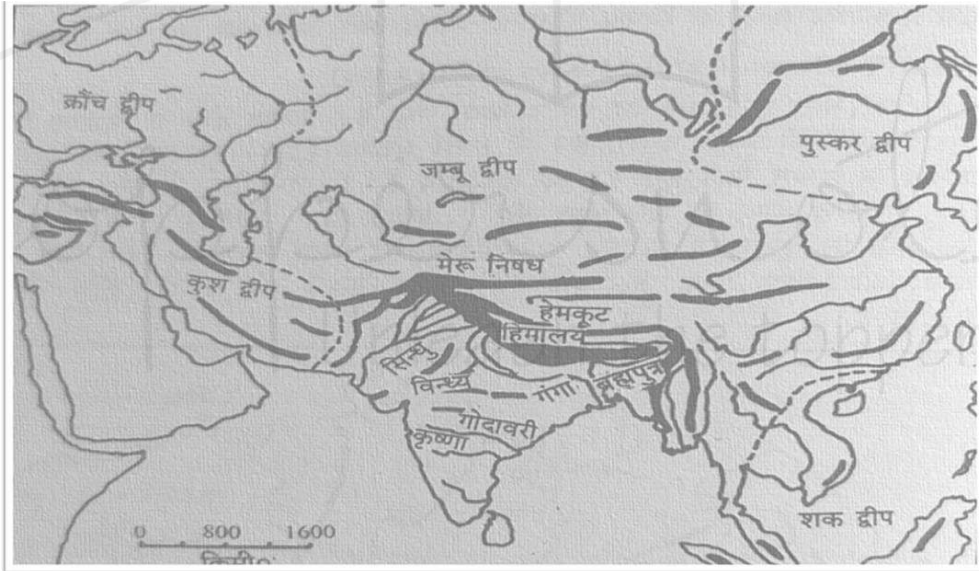 क्रौंच द्वीप
पुस्कर द्वीप
जम्बू द्वीप
मेरू निषध
कुश द्वीप
हेमकूट
हिमालय
सिन्धु
विन्ध्य
गंगा
ब्रह्मपुत्र
गोदावरी
कृष्णा
शक द्वीप
0 800 1600